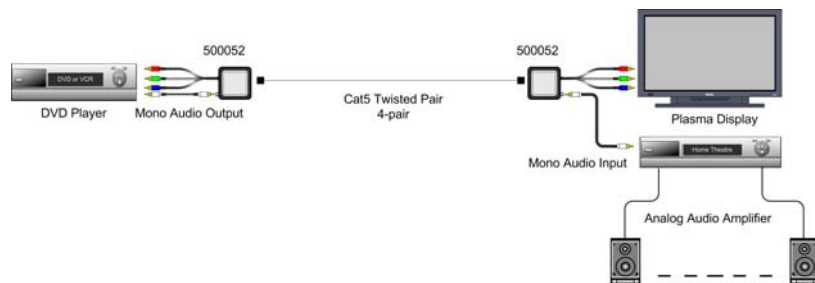 500052
500052
DVD or VCR
DVD Player
Mono Audio Output
Cat5 Twisted Pair
4-pair
Plasma Display
Home Theatre
Mono Audio Input
Analog Audio Amplifier